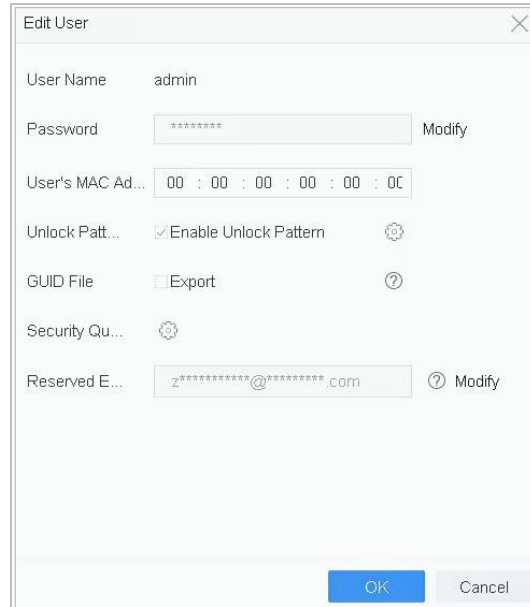 Edit User
User Name admin
Password ******** Modify
User's MAC Ad... 00 : 00 : 00 : 00 : 00 : 0C
Unlock Patt... Enable Unlock Pattern
GUID File Export ?
Security Qu...
Reserved E... z***********@*********.com ? Modify
OK Cancel